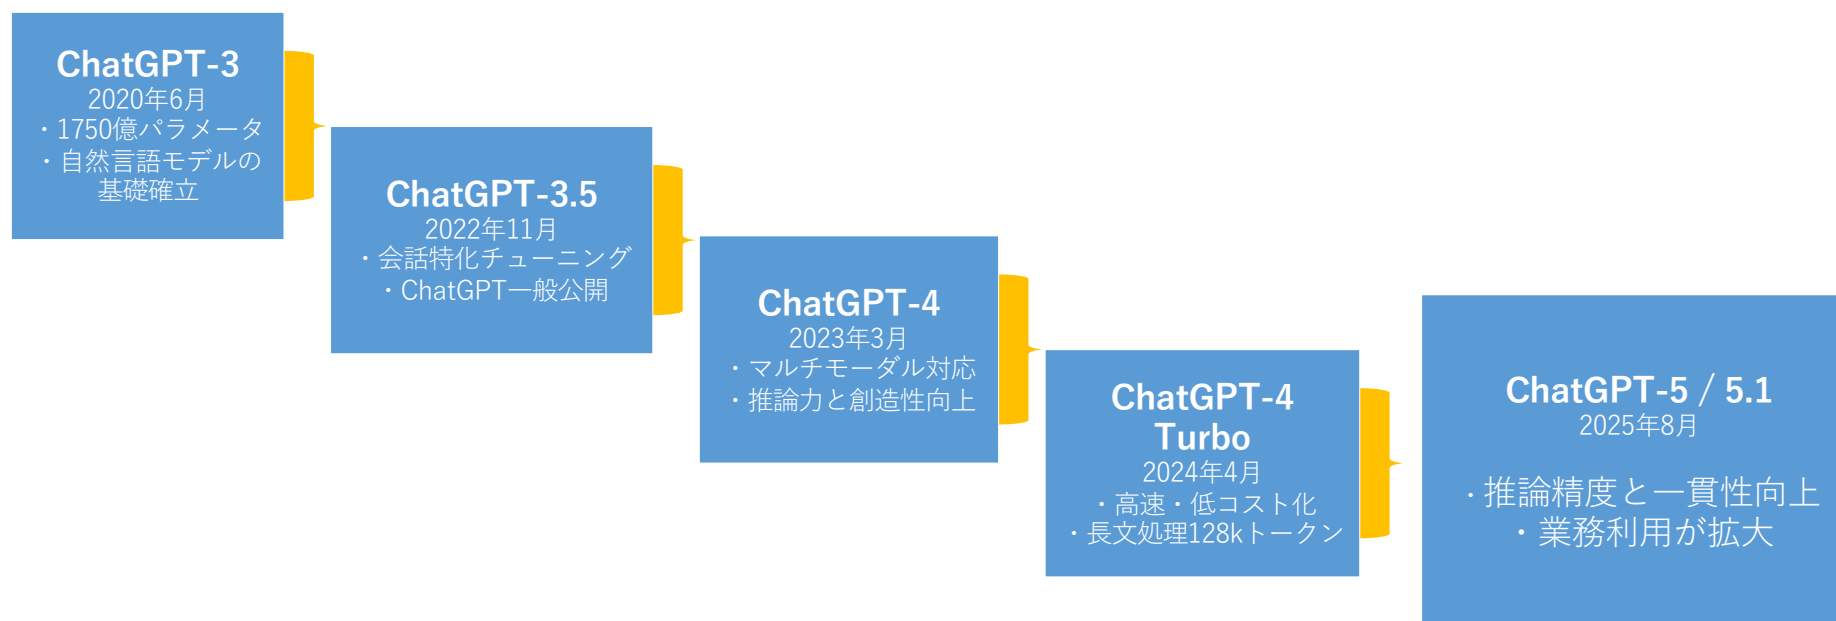 ChatGPT-3
2020年6月
・1750億パラメータ
・自然言語モデルの
基礎確立
ChatGPT-3.5
2022年11月
・会話特化チューニング
・ChatGPT一般公開
ChatGPT-4
2023年3月
・マルチモーダル対応
・推論力と創造性向上
ChatGPT-4
Turbo
2024年4月
・高速・低コスト化
・長文処理128kトークン
ChatGPT-5 / 5.1
2025年8月
・推論精度と一貫性向上
・業務利用が拡大